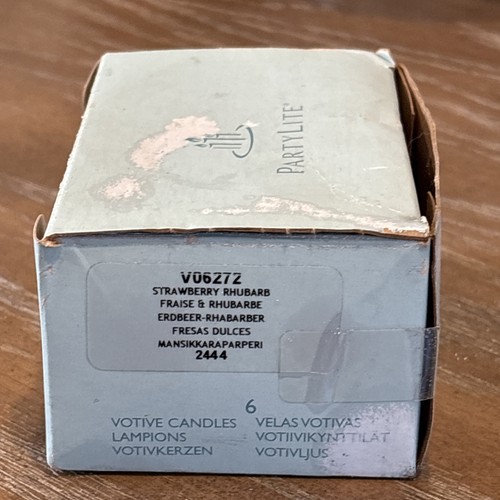 PARTYLITE®
V06272
STRAWBERRY RHUBARB
FRAISE & RHUBARBE
ERDBEER-RHABARBER
FRESAS DULCES
MANSIKKARAPARPERI
2444
6
VOTIVE CANDLES VELAS VOTIVAS
LAMPIONS VOTIIVIKYNTTILÄT
VOTIVKERZEN VOTIVLJUS